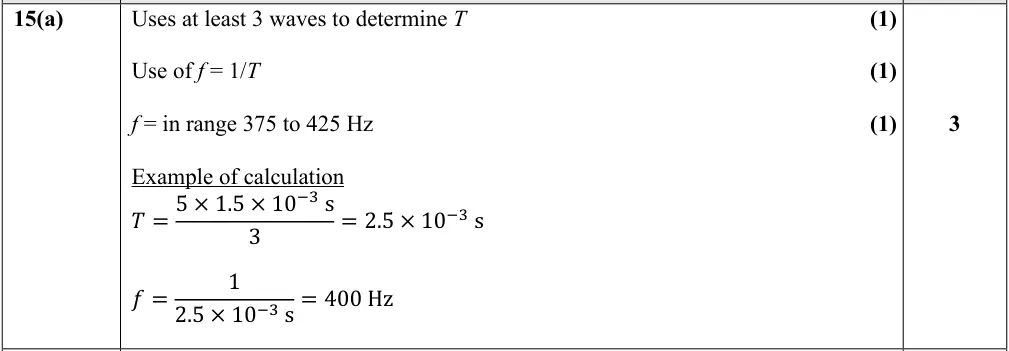 15(a) Uses at least 3 waves to determine T (1)
Use of f = 1/T (1)
f = in range 375 to 425 Hz (1) 3
Example of calculation
T = \frac{5 × 1.5 × 10⁻³ s}{3} = 2.5 × 10⁻³ s
f = \frac{1}{2.5 × 10⁻³ s} = 400 Hz